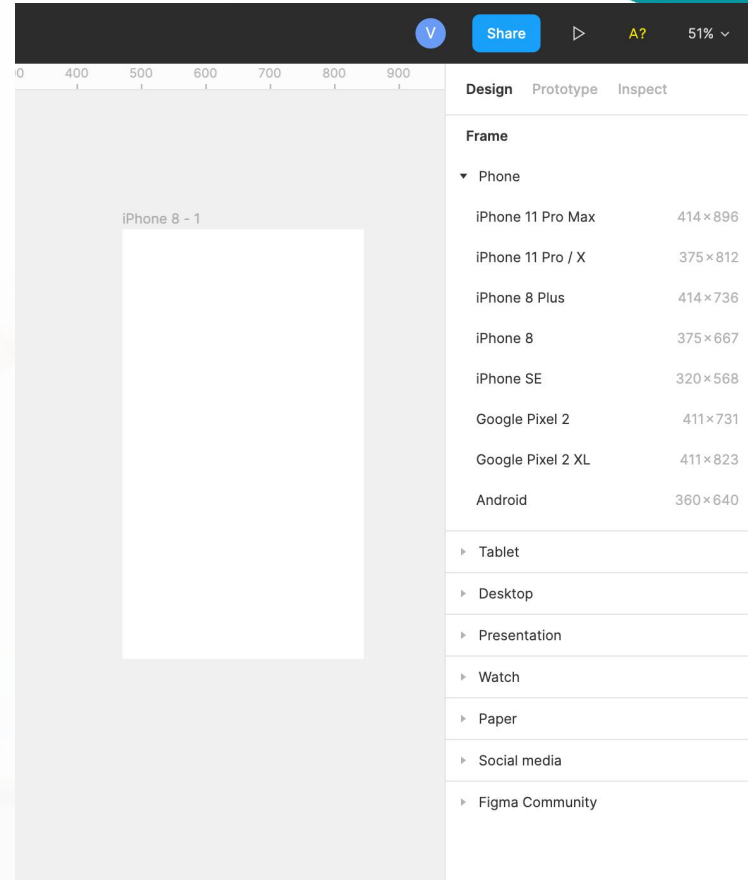 V Share A? 51%
0 400 500 600 700 800 900
Design Prototype Inspect
Frame
Phone
iPhone 8 - 1
iPhone 11 Pro Max 414×896
iPhone 11 Pro / X 375×812
iPhone 8 Plus 414×736
iPhone 8 375×667
iPhone SE 320×568
Google Pixel 2 411×731
Google Pixel 2 XL 411×823
Android 360×640
Tablet
Desktop
Presentation
Watch
Paper
Social media
Figma Community